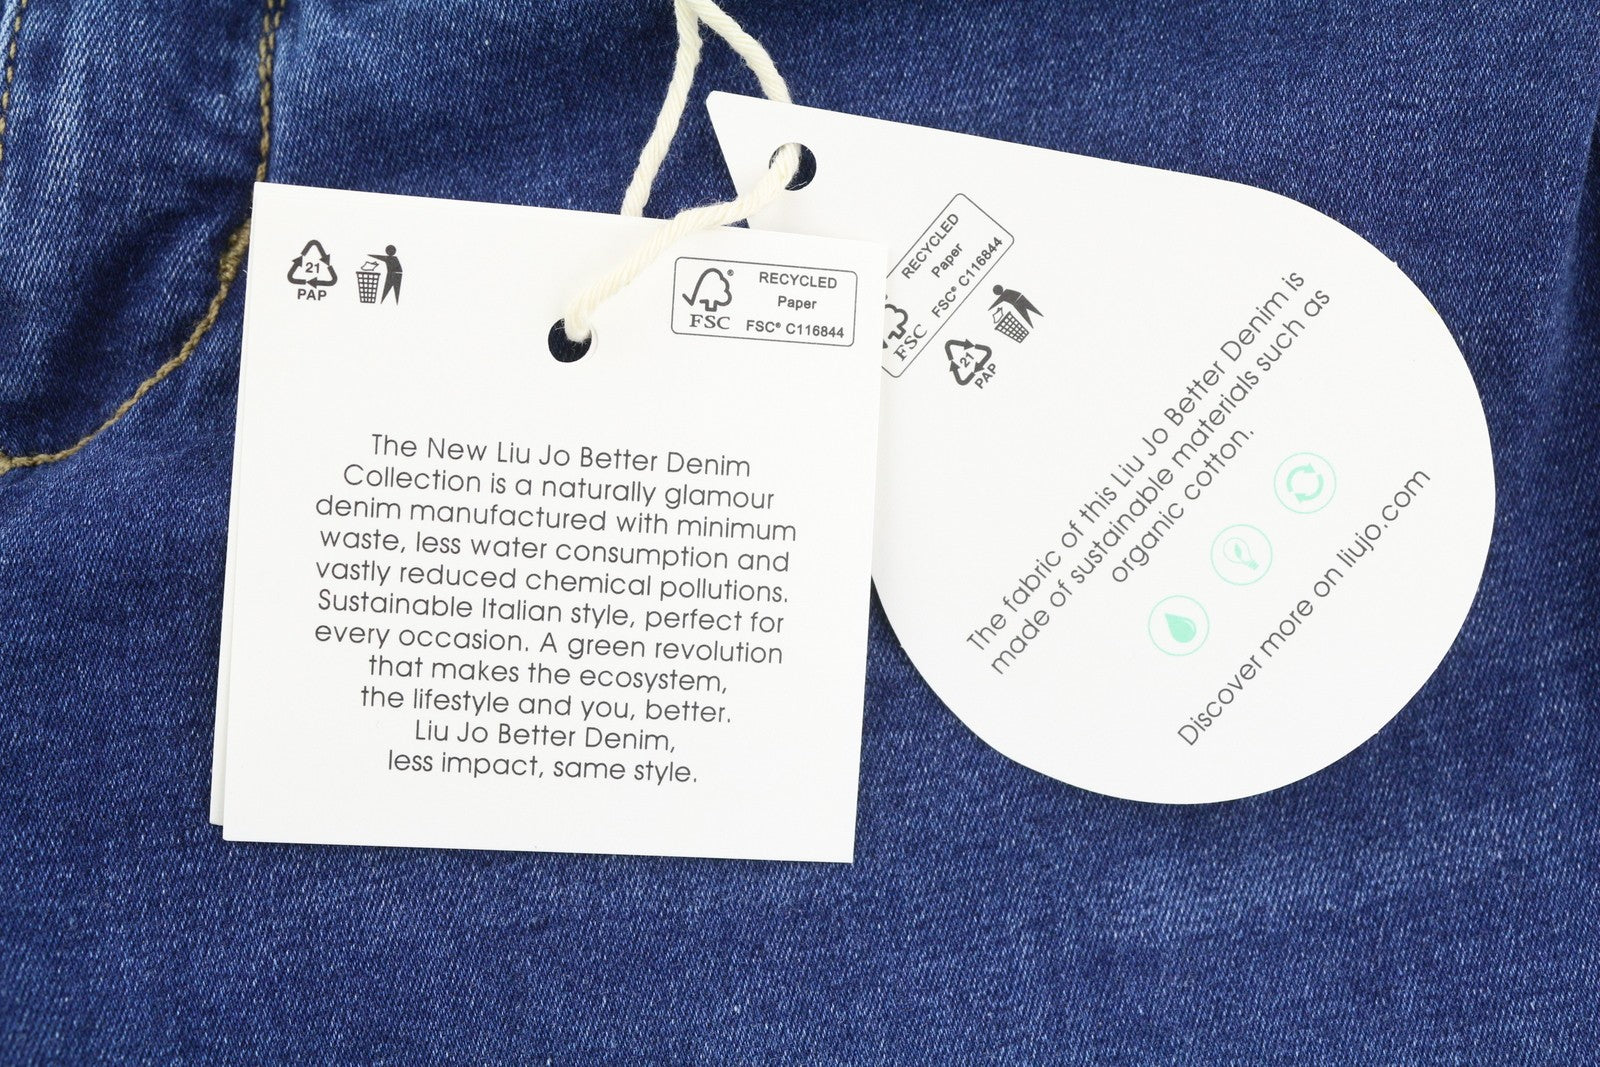 21
PAP
FSC®
RECYCLED
Paper
FSC® C116844
The New Liu Jo Better Denim
Collection is a naturally glamour
denim manufactured with minimum
waste, less water consumption and
vastly reduced chemical pollutions.
Sustainable Italian style, perfect for
every occasion. A green revolution
that makes the ecosystem,
the lifestyle and you, better.
Liu Jo Better Denim,
less impact, same style.
FSC
RECYCLED
Paper
FSC® C116844
21
PAP
The fabric of this Liu Jo Better Denim is
made of sustainable materials such as
organic cotton.
Discover more on liujo.com